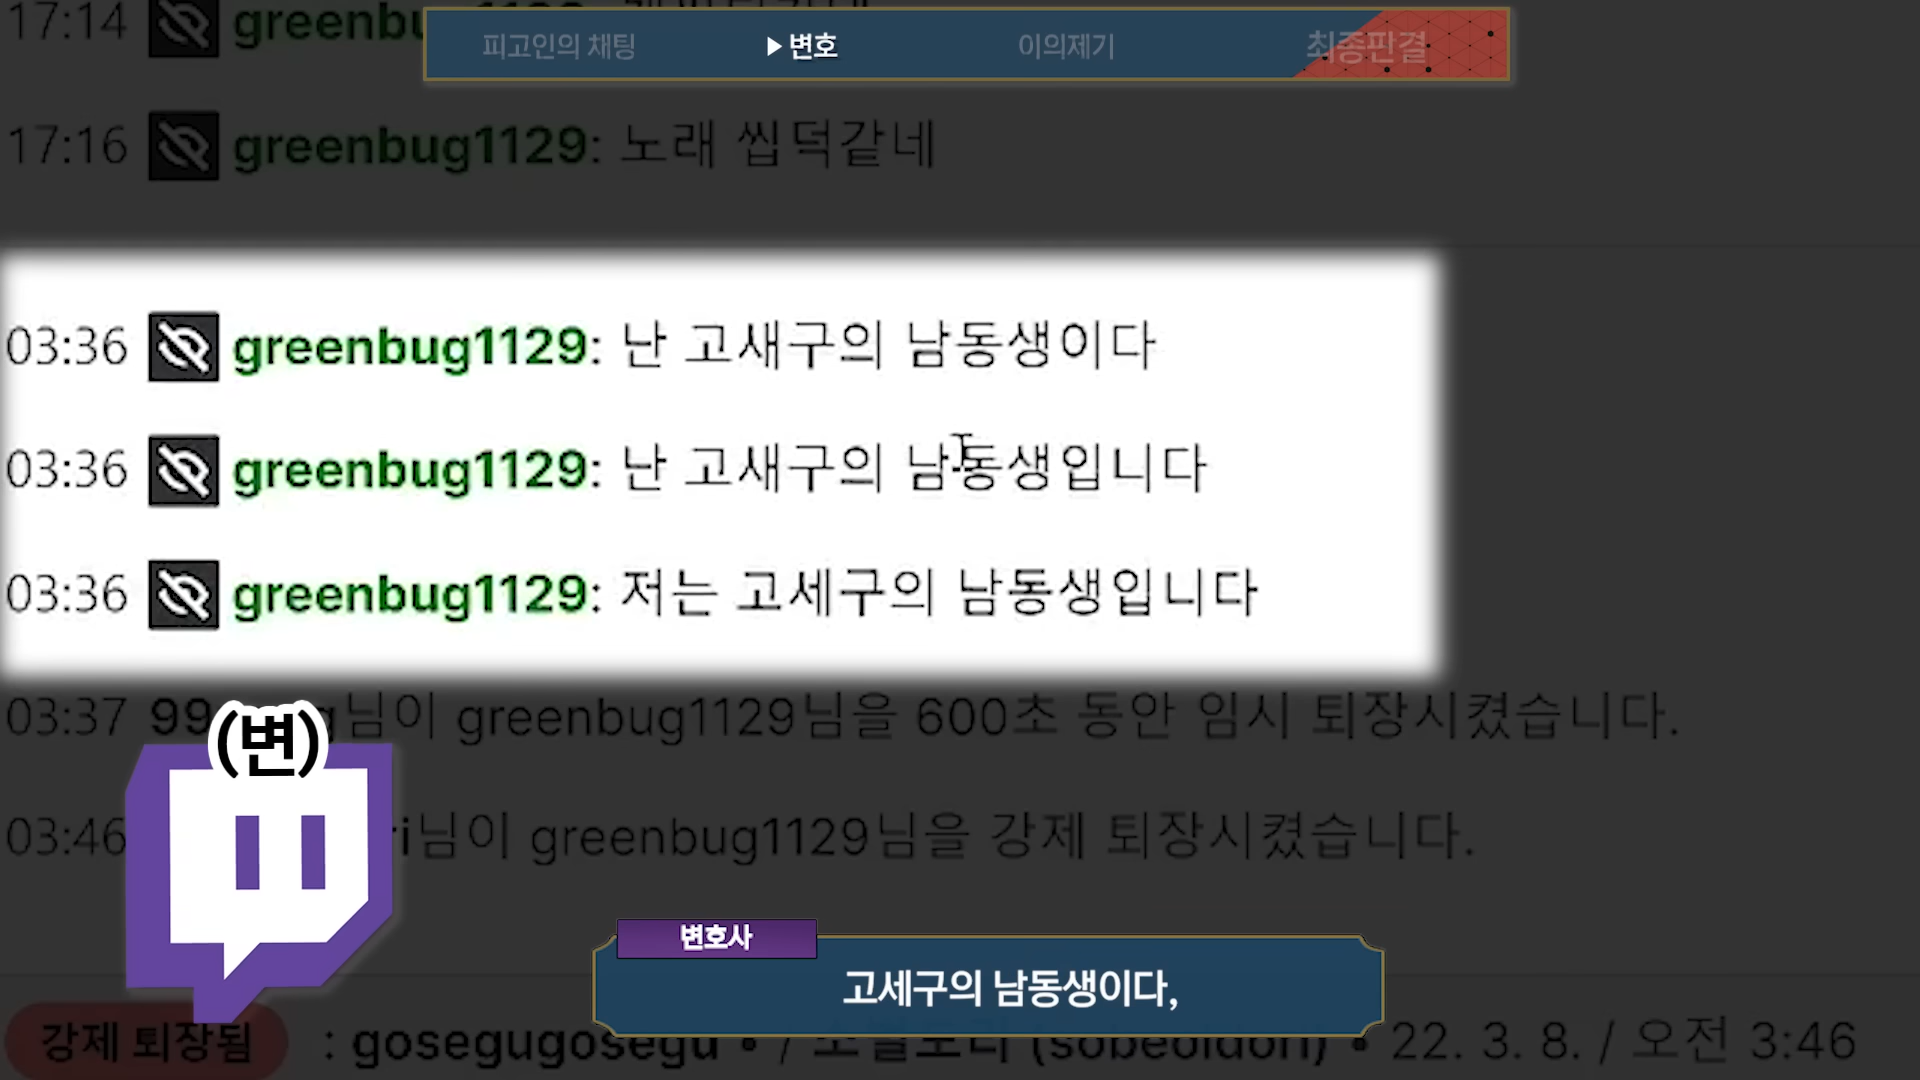 17:14 greenbug1129:
피고인의 채팅 ▶변호 이의제기 최종판결
17:16 greenbug1129: 노래 씹덕같네
03:36 greenbug1129: 난 고새구의 남동생이다
03:36 greenbug1129: 난 고새구의 남동생입니다
03:36 greenbug1129: 저는 고세구의 남동생입니다
03:37 99 g님이 greenbug1129님을 600초 동안 임시 퇴장시켰습니다.
(변)
03:46 ri님이 greenbug1129님을 강제 퇴장시켰습니다.
변호사
고세구의 남동생이다,
강제 퇴장됨 : gosegugosegu • / (sobeoldori) • 22. 3. 8. / 오전 3:46